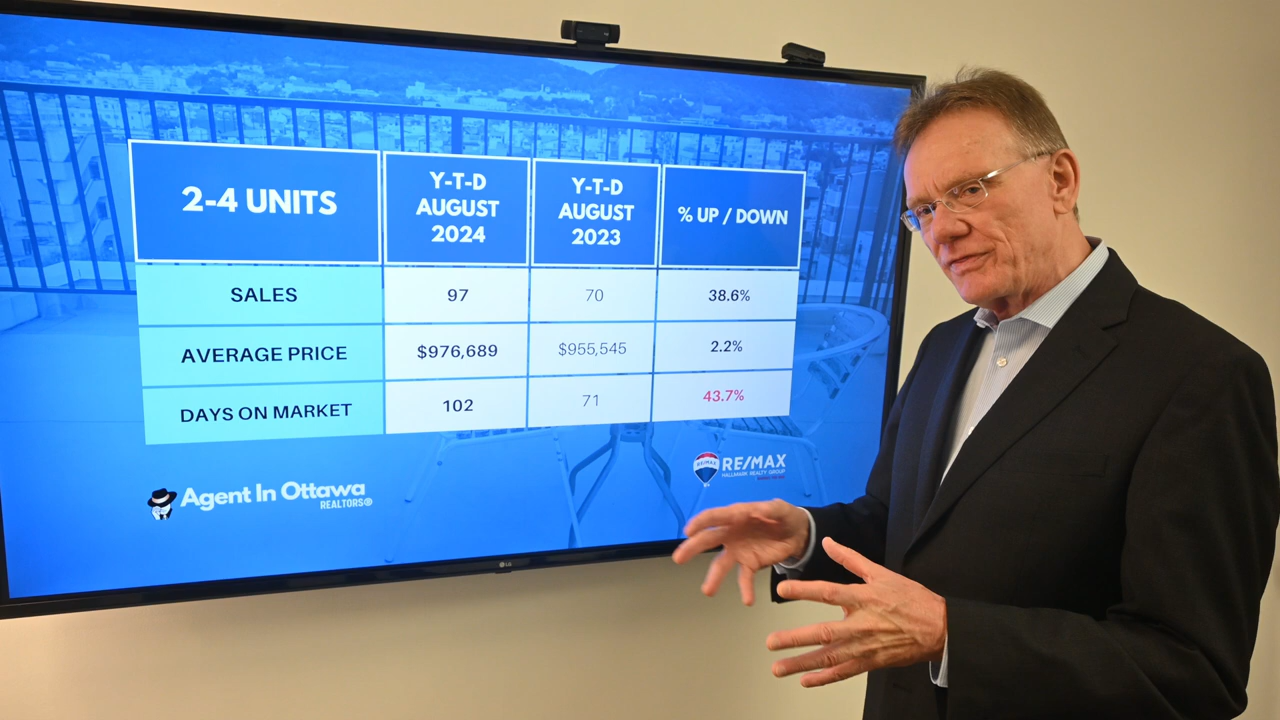 2-4 UNITS
Y-T-D
AUGUST
2024
Y-T-D
AUGUST
2023
% UP / DOWN
SALES
97
70
38.6%
AVERAGE PRICE
$976,689
$955,545
2.2%
DAYS ON MARKET
102
71
43.7%
Agent In Ottawa
REALTORS®
RE/MAX
RE/MAX
HALLMARK REALTY GROUP
LG